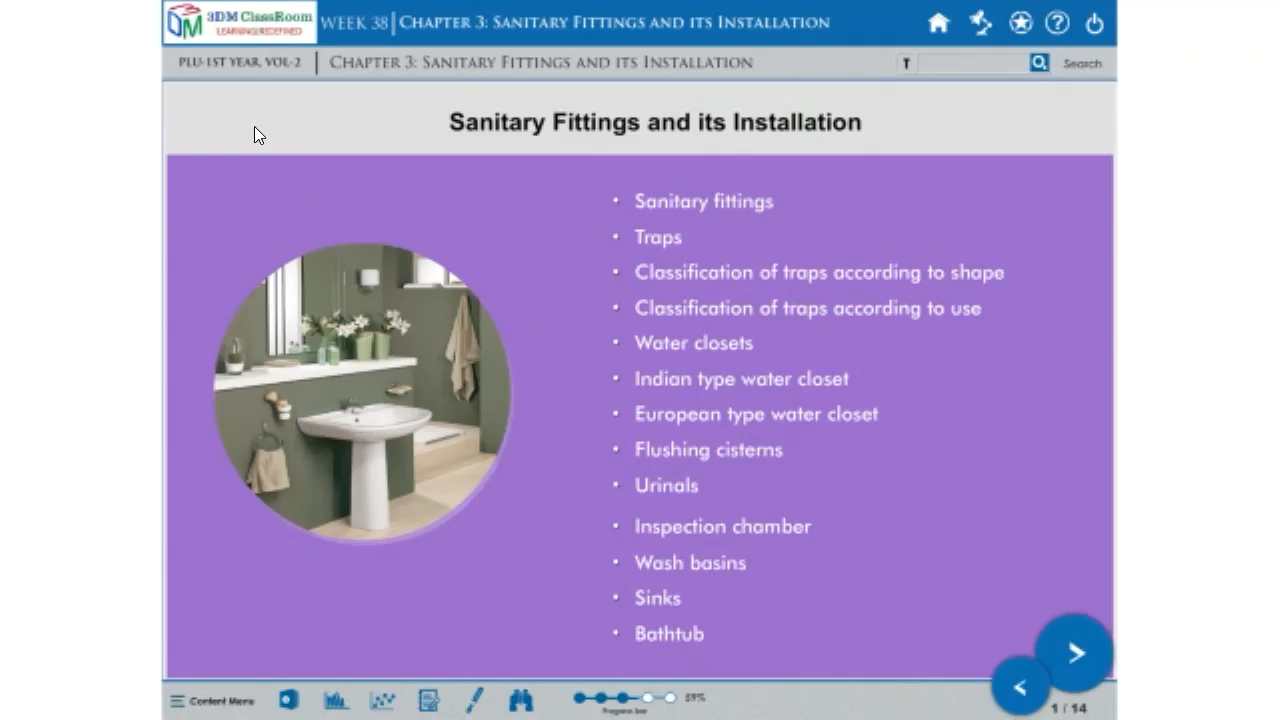 3DM ClassRoom
LEARNING REDEFINED
WEEK 38 | CHAPTER 3: SANITARY FITTINGS AND ITS INSTALLATION
PLU-1ST YEAR, VOL-2 | CHAPTER 3: SANITARY FITTINGS AND ITS INSTALLATION
T Search
Sanitary Fittings and its Installation
• Sanitary fittings
• Traps
• Classification of traps according to shape
• Classification of traps according to use
• Water closets
• Indian type water closet
• European type water closet
• Flushing cisterns
• Urinals
• Inspection chamber
• Wash basins
• Sinks
• Bathtub
Content Menu
59%
Progress bar
1 / 14